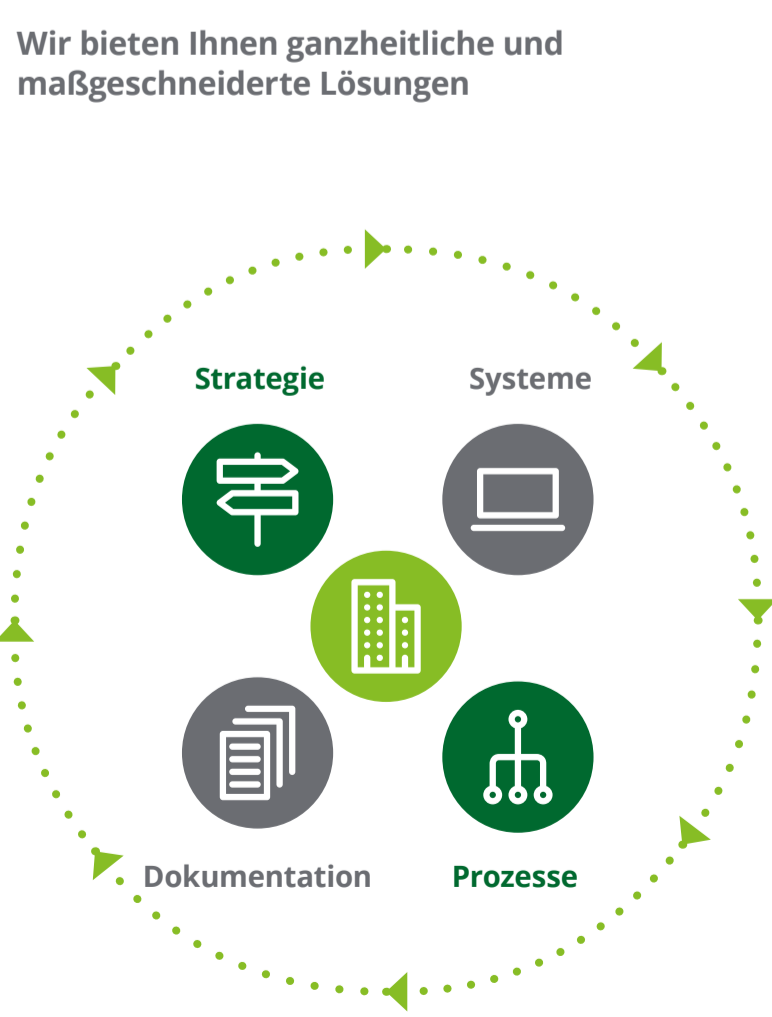 Wir bieten Ihnen ganzheitliche und
maßgeschneiderte Lösungen
Strategie
Systeme
Dokumentation
Prozesse